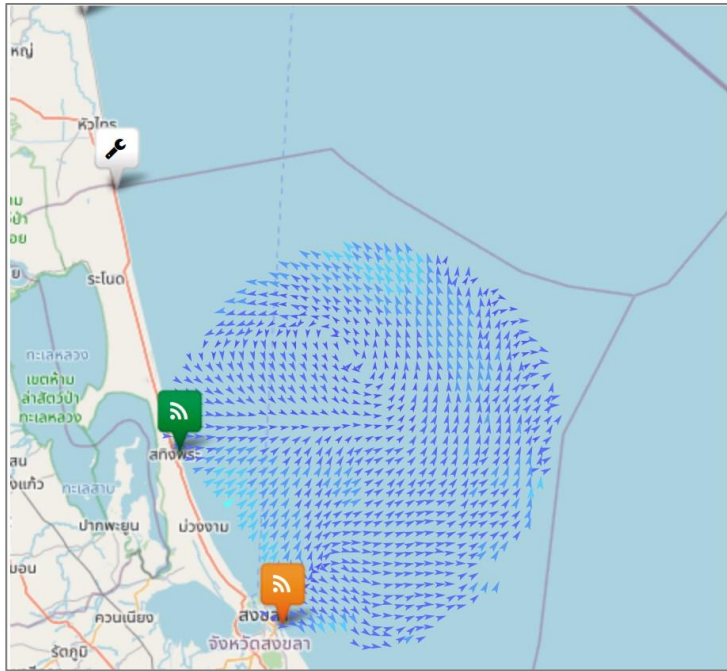 หญ่
หัวไทร
ระโนด
ทะเลหลวง
เขตห้าม
ล่าสัตว์ป่า
ทะเลหลวง
สทิงพระ
ทะเลสาบ
ปากพะยูน
ม่วงงาม
ควนเนียง
จังหวัดสงขลา
รัตภูมิ